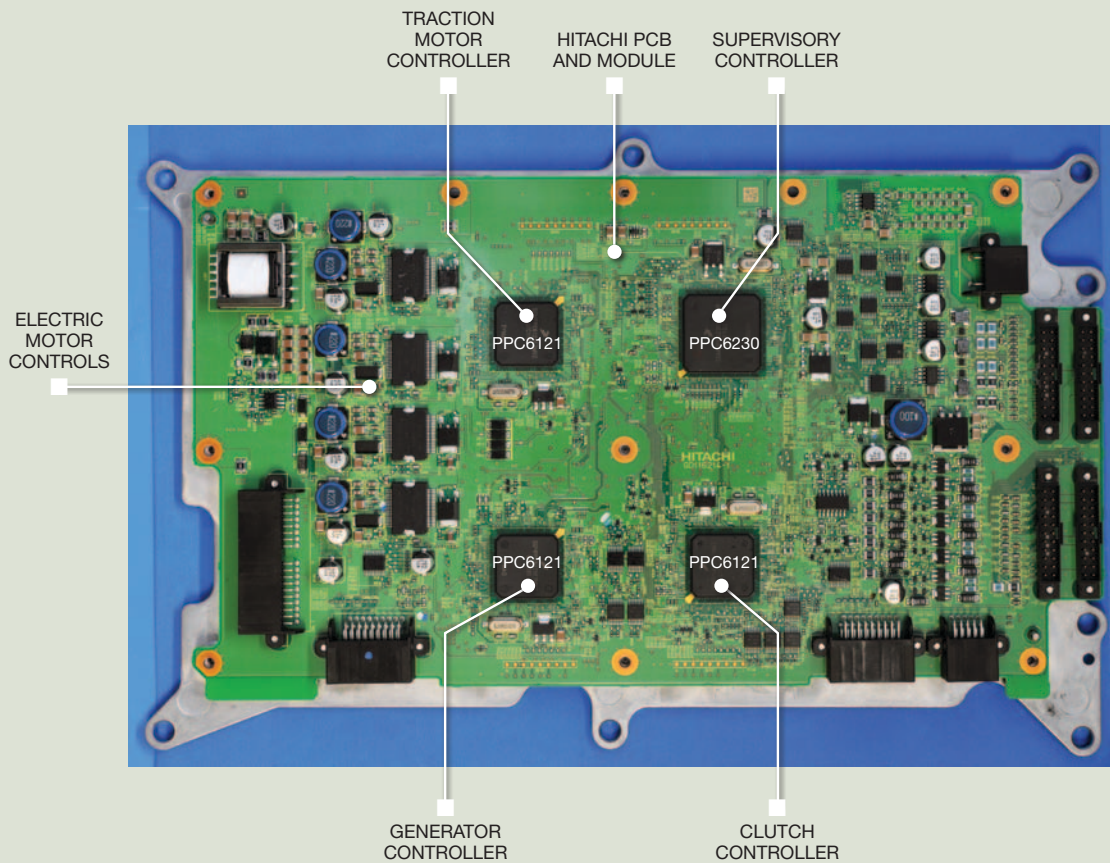 TRACTION
MOTOR
CONTROLLER
HITACHI PCB
AND MODULE
SUPERVISORY
CONTROLLER
ELECTRIC
MOTOR
CONTROLS
PPC6121
PPC6230
HITACHI
PPC6121
PPC6121
GENERATOR
CONTROLLER
CLUTCH
CONTROLLER